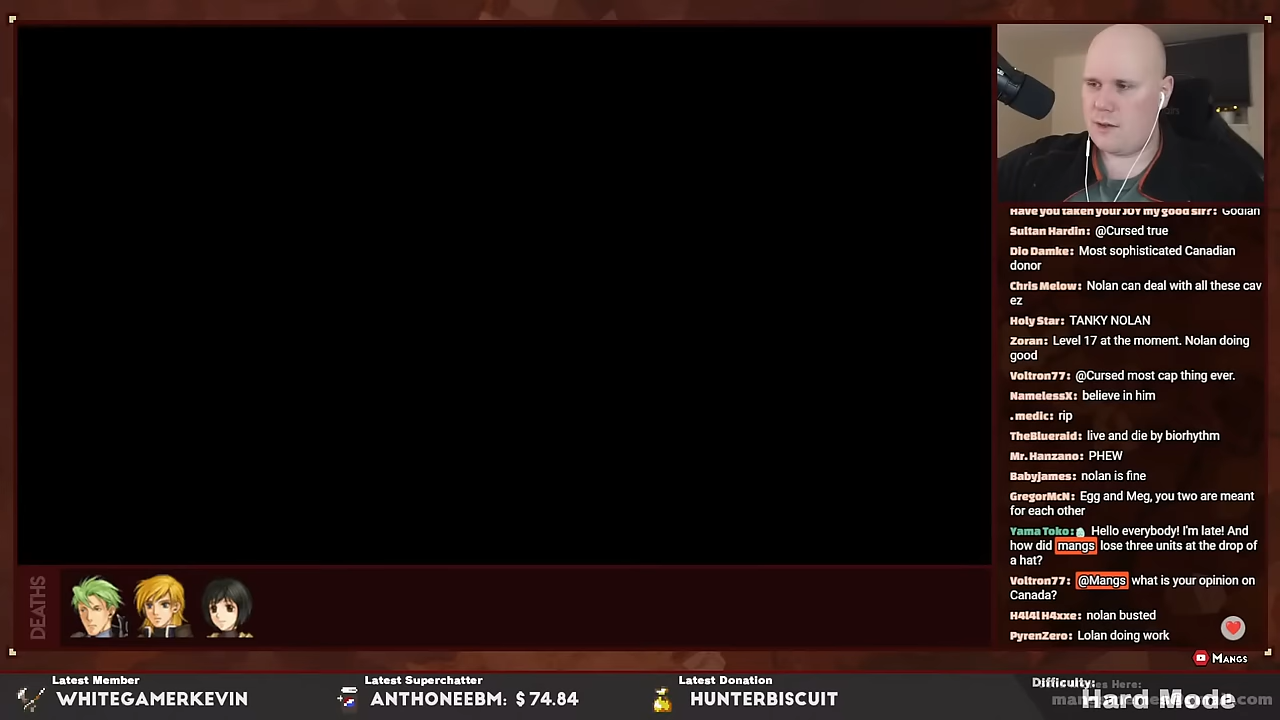 Have you taken your JOY my good sir?: Godlan
Sultan Hardin: @Cursed true
Dio Damke: Most sophisticated Canadian
donor
Chris Melow: Nolan can deal with all these cav
ez
Holy Star: TANKY NOLAN
Zoran: Level 17 at the moment. Nolan doing
good
Voltron77: @Cursed most cap thing ever.
NamelessX: believe in him
.medic: rip
TheBlueraid: live and die by biorhythm
Mr. Hanzano: PHEW
Babyjames: nolan is fine
GregorMcN: Egg and Meg, you two are meant
for each other
Yama Toko: Hello everybody! I'm late! And
how did mangs lose three units at the drop of
a hat?
Voltron77: @Mangs what is your opinion on
Canada?
H4l4l H4xxe: nolan busted
PyrenZero: Lolan doing work
DEATHS
Mangs
Latest Member
WHITEGAMERKEVIN
Latest Superchatter
ANTHONEEBM: $ 74.84
Latest Donation
HUNTERBISCUIT
Difficulty:
Hard Mode